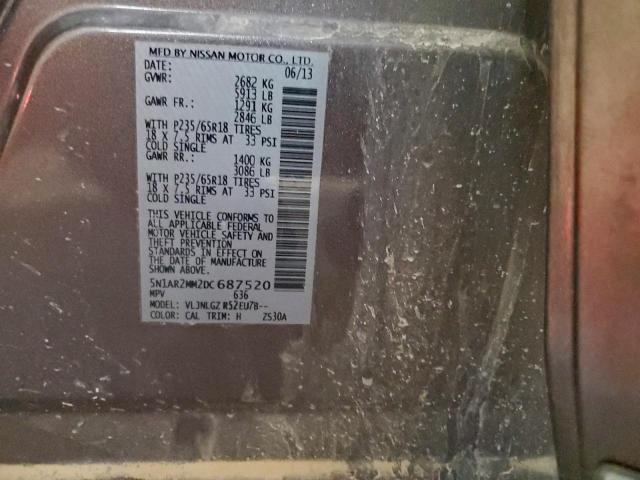 MFD BY NISSAN MOTOR CO., LTD.
DATE: 06/13
GVWR: 2682 KG
5913 LB
GAWR FR.: 1291 KG
2846 LB
WITH P235/65R18 TIRES
18 X 7.5 RIMS AT 33 PSI
COLD SINGLE
GAWR RR.: 1400 KG
3086 LB
WITH P235/65R18 TIRES
18 X 7.5 RIMS AT 33 PSI
COLD SINGLE
THIS VEHICLE CONFORMS TO
ALL APPLICABLE FEDERAL
MOTOR VEHICLE SAFETY AND
THEFT PREVENTION
STANDARDS IN EFFECT ON
THE DATE OF MANUFACTURE
SHOWN ABOVE.
5N1AR2MM2DC687520
MPV 636
MODEL: VLJNLGZ R52EU7B--
COLOR: CAL TRIM: H ZS30A